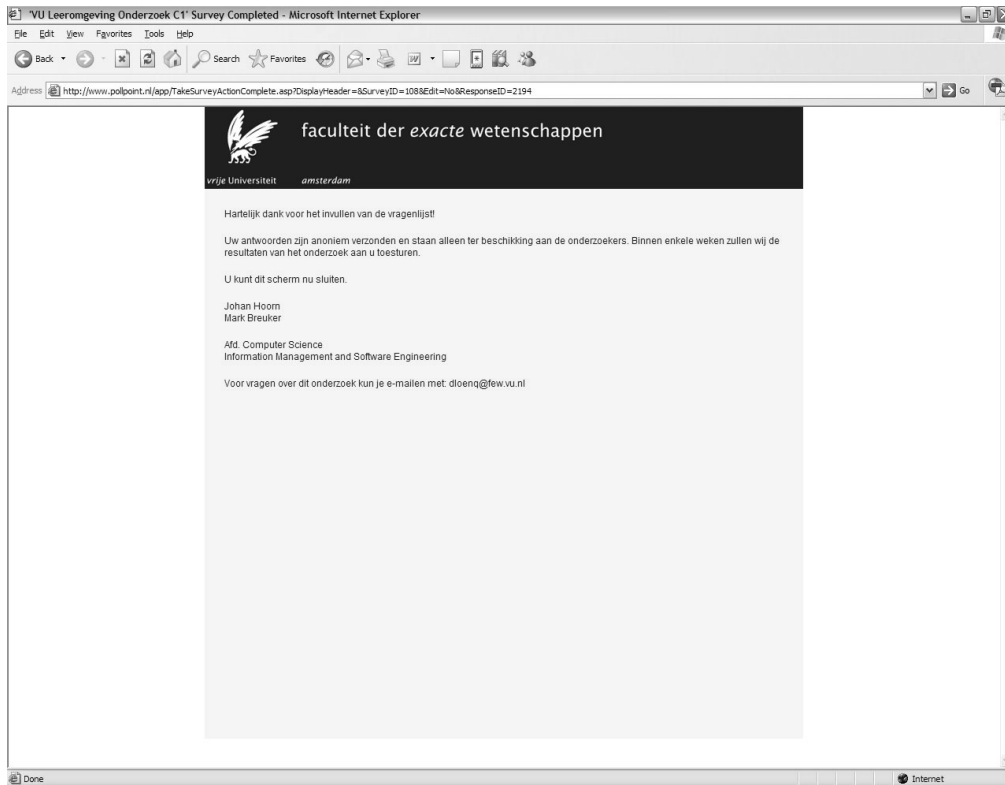 'VU Leeromgeving Onderzoek C1' Survey Completed - Microsoft Internet Explorer
File Edit View Favorites Tools Help
Back Search Favorites
Address http://www.pollpoint.nl/app/TakeSurveyActionComplete.asp?DisplayHeader=&SurveyID=108&Edit=No&ResponseID=2194 Go
faculteit der exacte wetenschappen
vrije Universiteit amsterdam
Hartelijk dank voor het invullen van de vragenlijst!
Uw antwoorden zijn anoniem verzonden en staan alleen ter beschikking aan de onderzoekers. Binnen enkele weken zullen wij de
resultaten van het onderzoek aan u toesturen.
U kunt dit scherm nu sluiten.
Johan Hoorn
Mark Breuker
Afd. Computer Science
Information Management and Software Engineering
Voor vragen over dit onderzoek kun je e-mailen met: dloenq@few.vu.nl
Done Internet